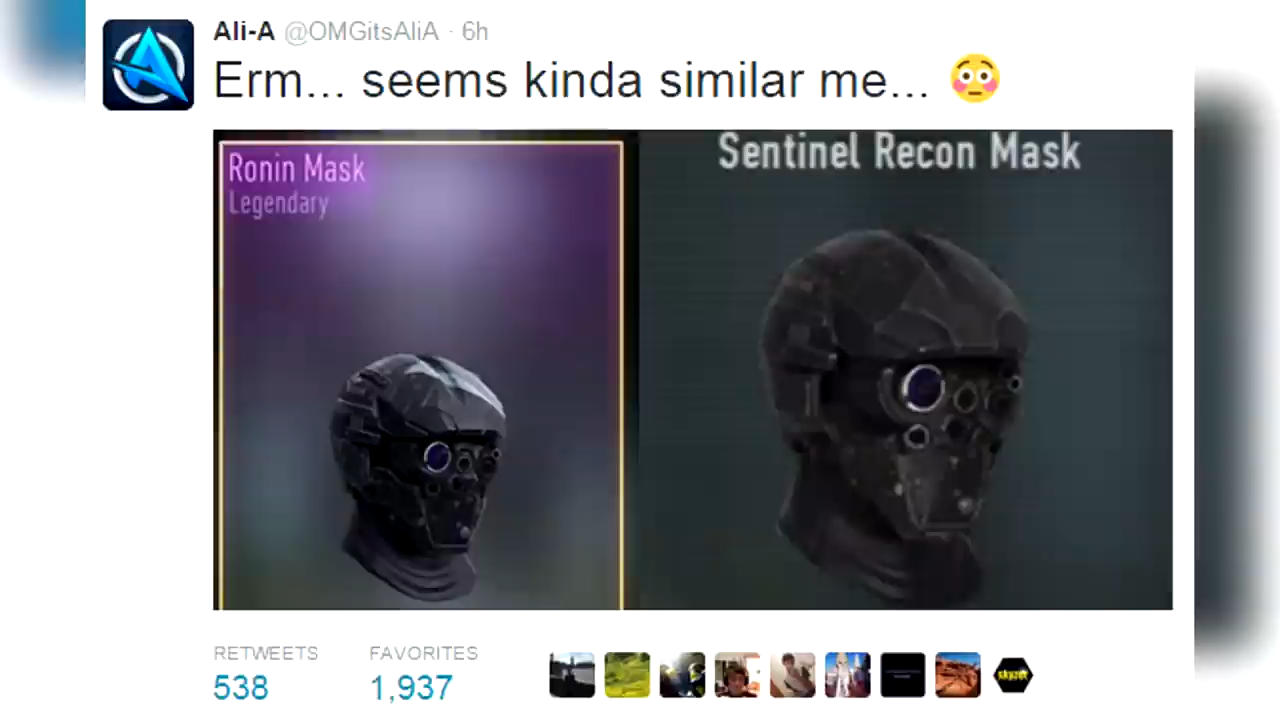 Ali-A @OMGitsAliA · 6h
Erm... seems kinda similar me... 😳
Ronin Mask
Legendary
Sentinel Recon Mask
RETWEETS FAVORITES
538 1,937
skyzet